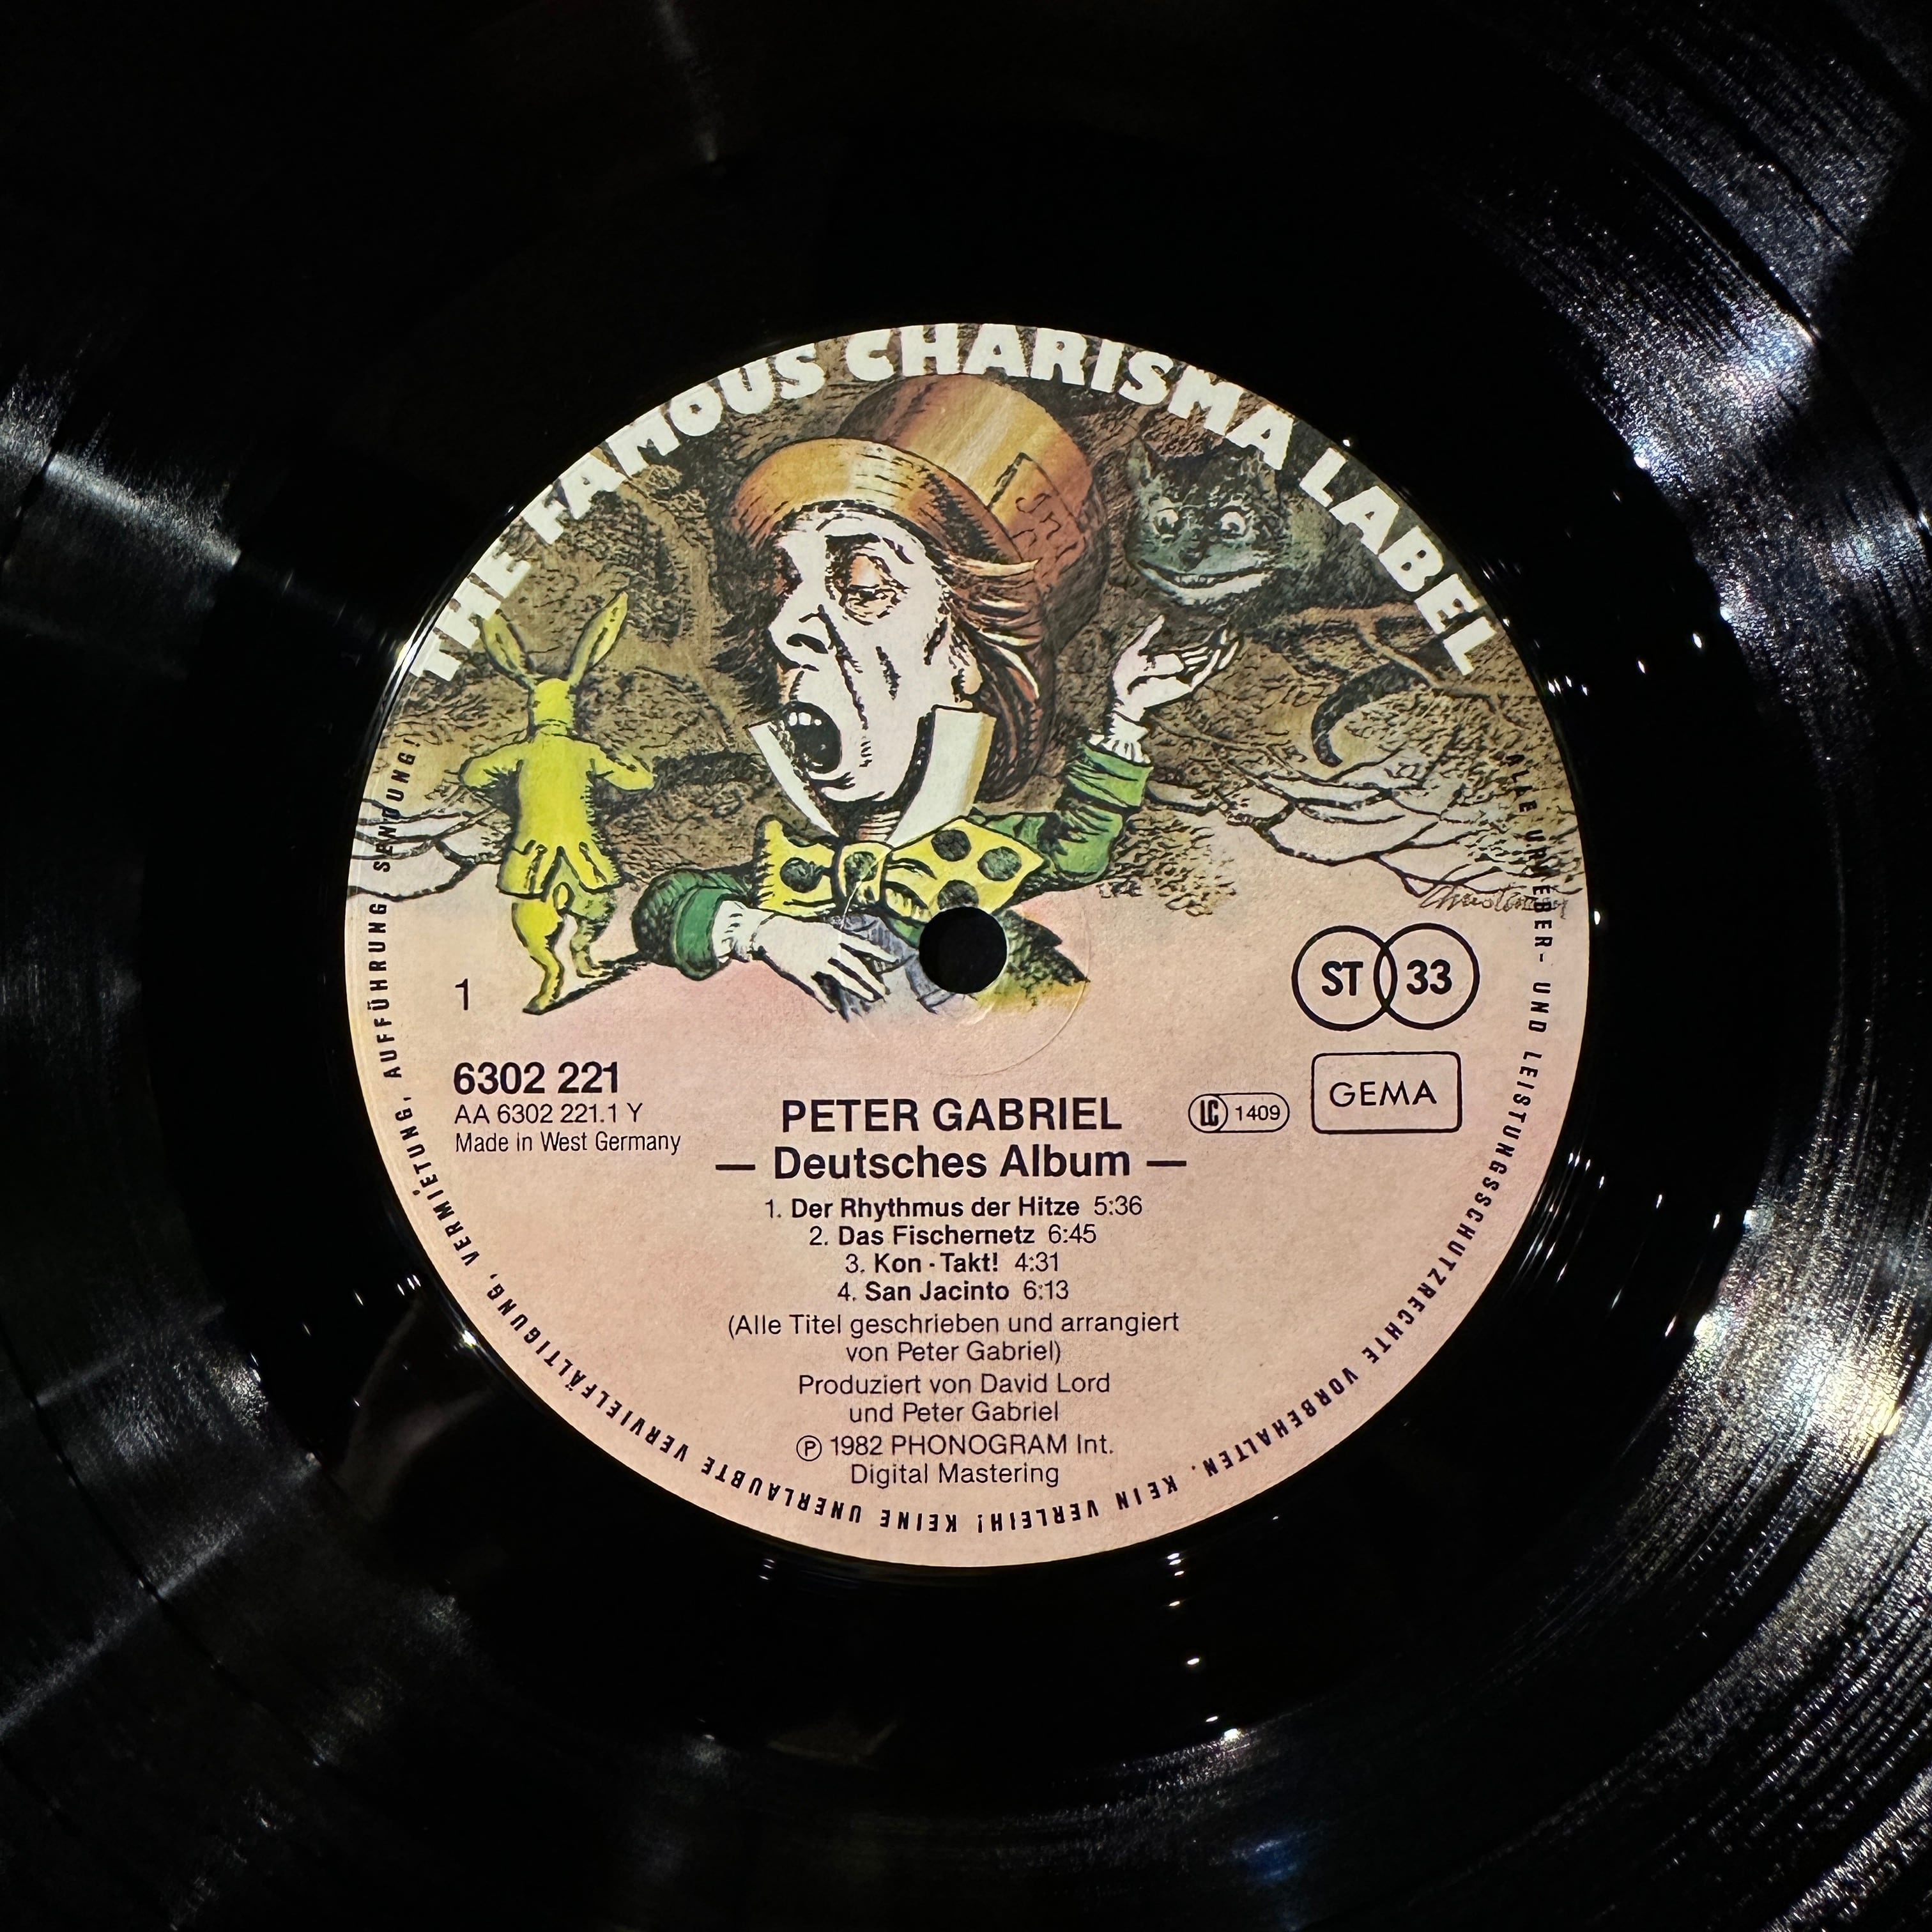 THE FAMOUS CHARISMA LABEL
1
ST 33
6302 221
AA 6302 221.1 Y
Made in West Germany
LC 1409
GEMA
PETER GABRIEL
— Deutsches Album —
1. Der Rhythmus der Hitze 5:36
2. Das Fischernetz 6:45
3. Kon - Takt! 4:31
4. San Jacinto 6:13
(Alle Titel geschrieben und arrangiert
von Peter Gabriel)
Produziert von David Lord
und Peter Gabriel
Ⓟ 1982 PHONOGRAM Int.
Digital Mastering
ALLE URHEBER- UND LEISTUNGSSCHUTZRECHTE VORBEHALTEN. KEIN VERLEIH! KEINE UNERLAUBTE VERVIELFÄLTIGUNG, VERMIETUNG, AUFFÜHRUNG, SENDUNG!